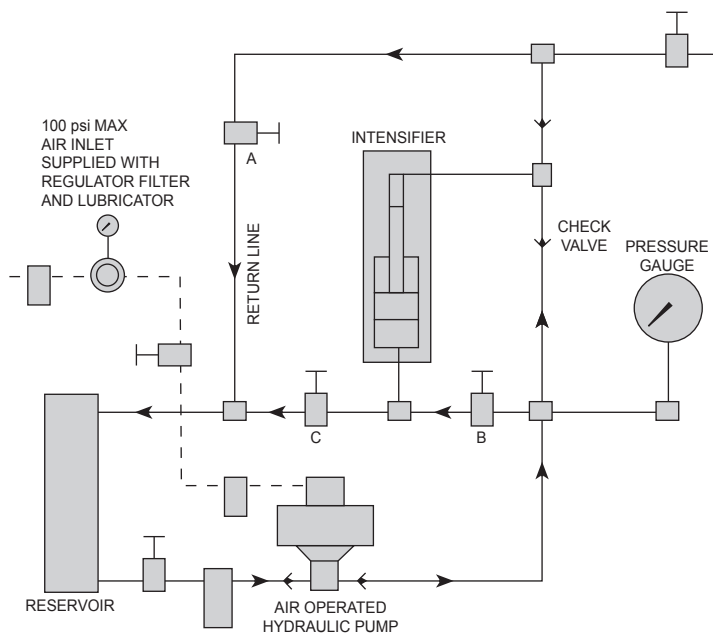 100 psi MAX
AIR INLET
SUPPLIED WITH
REGULATOR FILTER
AND LUBRICATOR
A
INTENSIFIER
RETURN LINE
CHECK
VALVE
PRESSURE
GAUGE
C
B
RESERVOIR
AIR OPERATED
HYDRAULIC PUMP